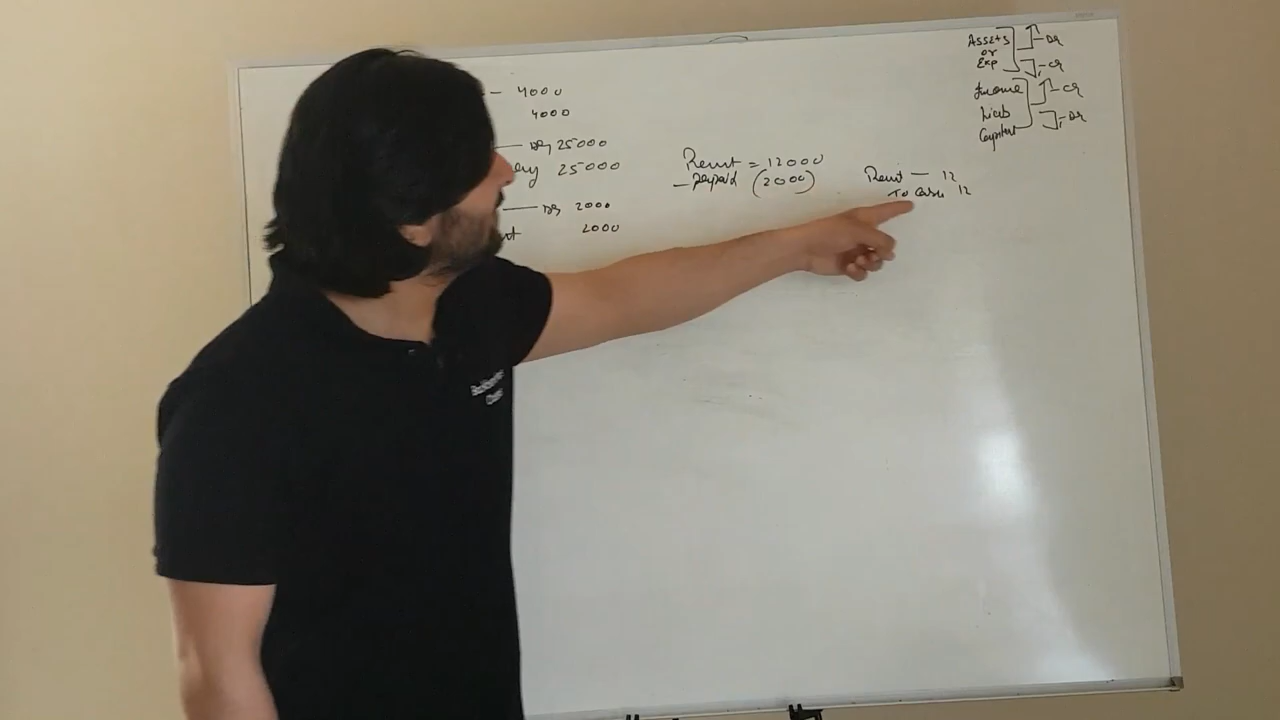 — 4000
4000
— Dr 25000
25000
— Dr 2000
2000
Rent = 12000
— prepaid (2000)
Rent — 12
To Cash 12
Assets
or
Exp
Dr
Cr
Income
Liab
Capital
Cr
Dr